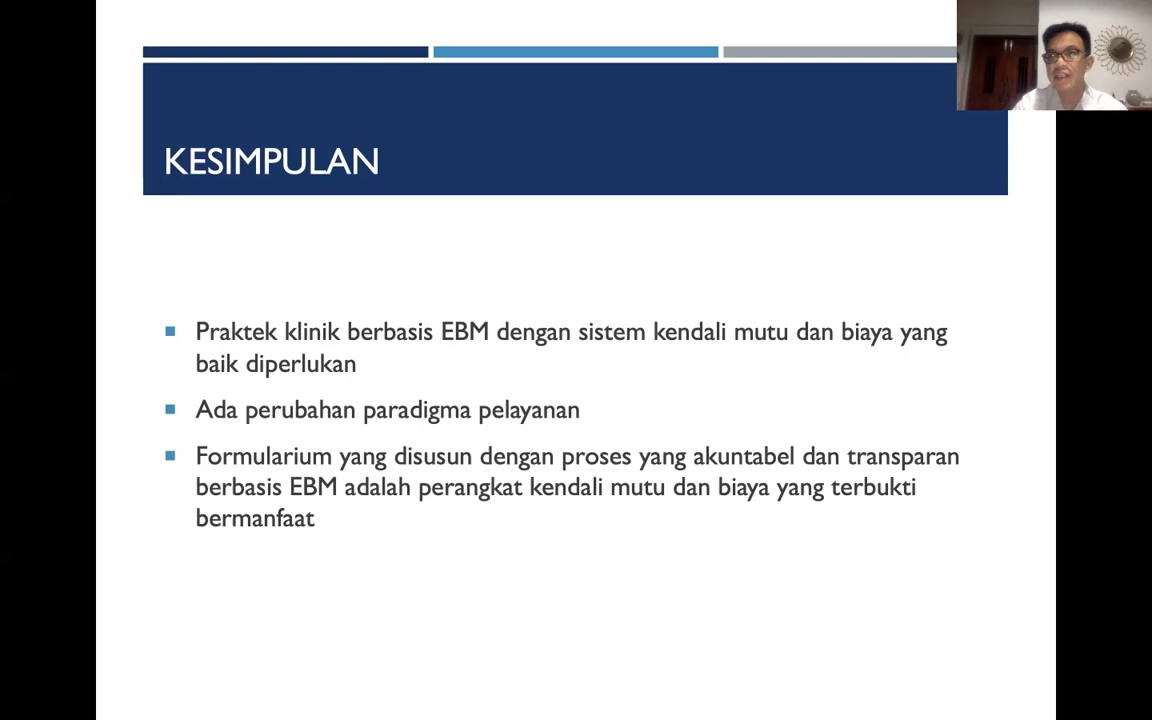 KESIMPULAN
Praktek klinik berbasis EBM dengan sistem kendali mutu dan biaya yang
baik diperlukan
Ada perubahan paradigma pelayanan
Formularium yang disusun dengan proses yang akuntabel dan transparan
berbasis EBM adalah perangkat kendali mutu dan biaya yang terbukti
bermanfaat